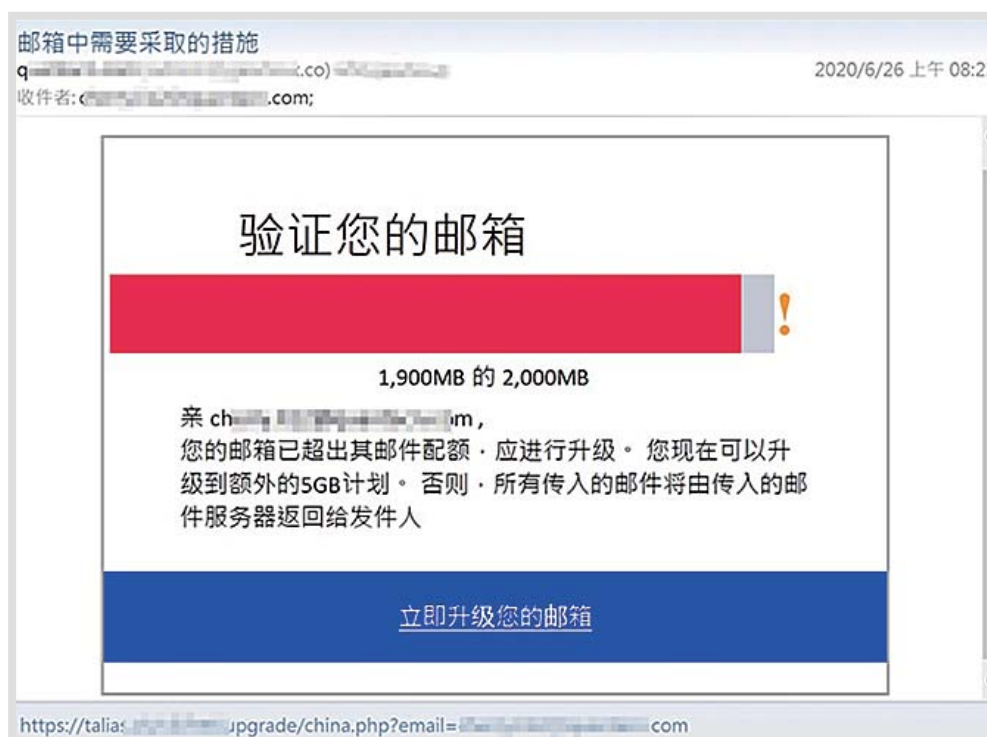 邮箱中需要采取的措施
q .co)
2020/6/26 上午 08:2
收件者: .com;
验证您的邮箱
!
1,900MB 的 2,000MB
亲 ch m ,
您的邮箱已超出其邮件配额,应进行升级。 您现在可以升
级到额外的5GB计划。 否则,所有传入的邮件将由传入的邮
件服务器返回给发件人
立即升级您的邮箱
https://talia upgrade/china.php?email= com